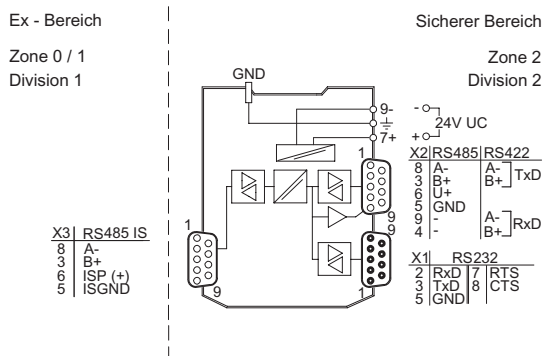 Ex - Bereich
Sicherer Bereich
Zone 0 / 1
Zone 2
Division 1
Division 2
GND
9-
7+
- 
24V UC
+
1
X2 RS485 RS422
8 A- A- TxD
3 B+ B+
6 U+
5 GND
9 - A- RxD
4 - B+
9
9
1
X3 RS485 IS
8 A-
3 B+
6 ISP (+)
5 ISGND
9
1
X1 RS232
2 RxD 7 RTS
3 TxD 8 CTS
5 GND